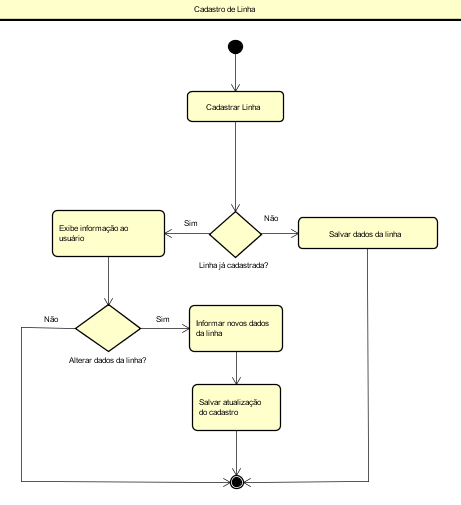 Cadastro de Linha
Cadastrar Linha
Sim
Não
Exibe informação ao
usuário
Salvar dados da linha
Linha já cadastrada?
Não
Sim
Informar novos dados
da linha
Alterar dados da linha?
Salvar atualização
do cadastro